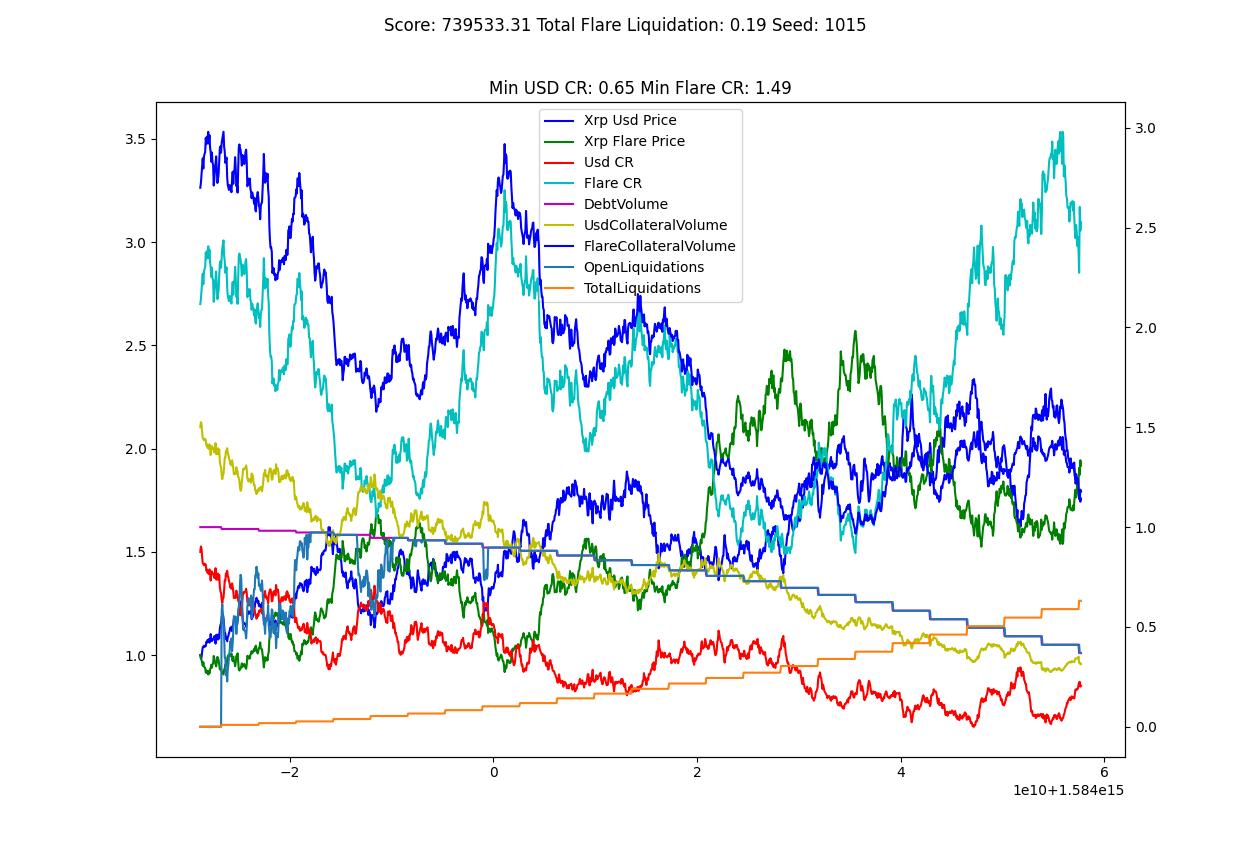 Score: 739533.31 Total Flare Liquidation: 0.19 Seed: 1015
Min USD CR: 0.65 Min Flare CR: 1.49
Xrp Usd Price
Xrp Flare Price
Usd CR
Flare CR
DebtVolume
UsdCollateralVolume
FlareCollateralVolume
OpenLiquidations
TotalLiquidations
3.5
3.0
2.5
2.0
1.5
1.0
3.0
2.5
2.0
1.5
1.0
0.5
0.0
−2
0
2
4
6
1e10+1.584e15